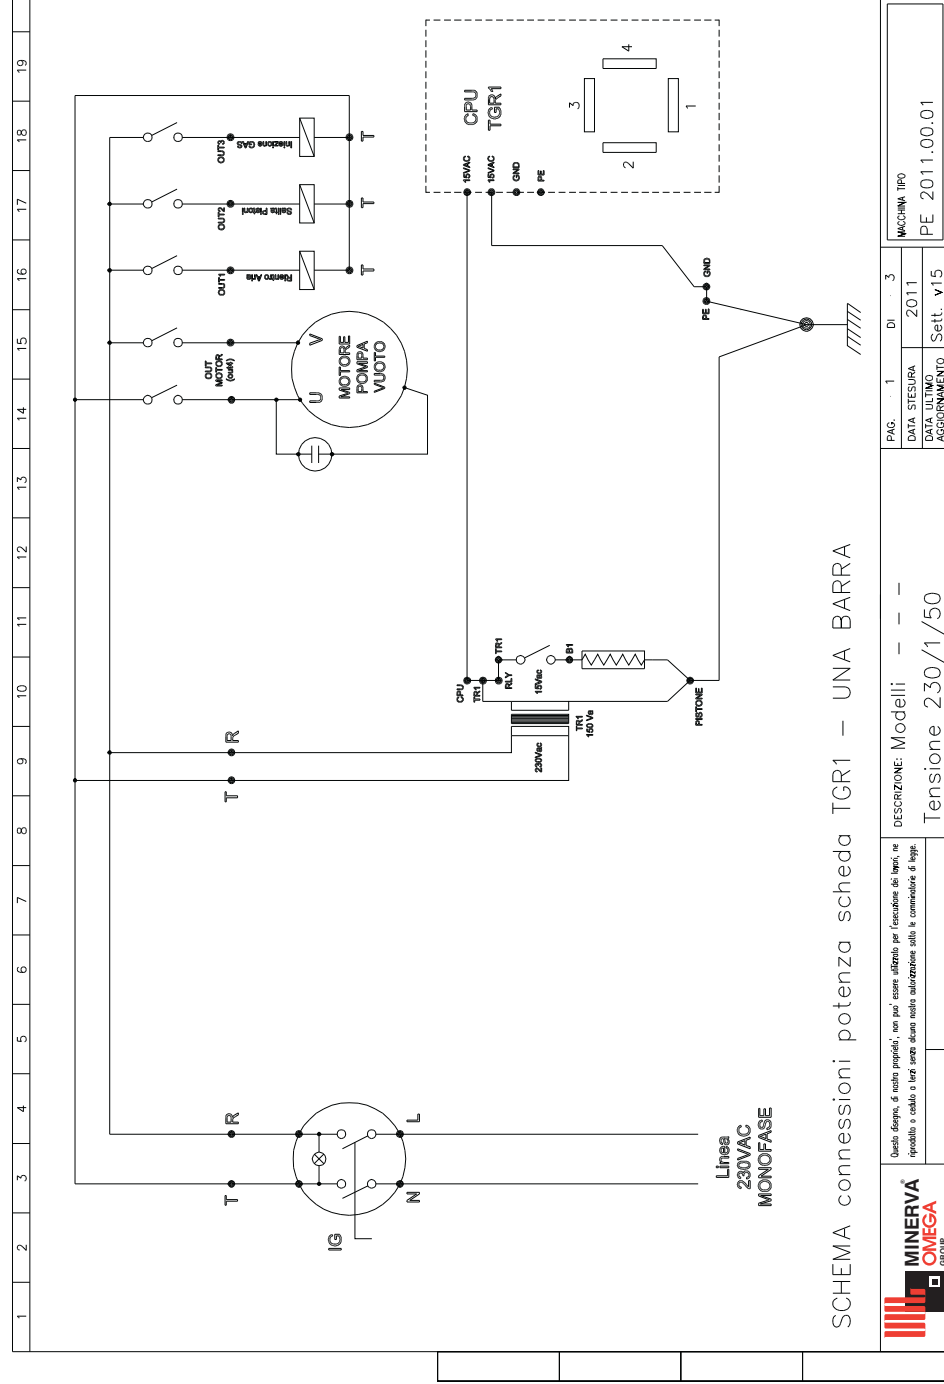 1 2 3 4 5 6 7 8 9 10 11 12 13 14 15 16 17 18 19
IG
T
R
N
L
Linea
230VAC
MONOFASE
T
R
230Vac
TR1
150 Va
15Vac
CPU
TR1
RLY
TR1
B1
PISTONE
OUT
MOTOR
(out4)
U
V
MOTORE
POMPA
VUOTO
OUT1
Rientro Aria
T
OUT2
Salita Pistoni
T
OUT3
Iniezione GAS
T
CPU
TGR1
15VAC
15VAC
GND
PE
1
2
3
4
PE
GND
SCHEMA connessioni potenza scheda TGR1 – UNA BARRA
MINERVA®
OMEGA
GROUP
Questo disegno, di nostra proprieta', non puo' essere utilizzato per l'esecuzione dei lavori, ne
riprodotto o ceduto a terzi senza alcuna nostra autorizzazione sotto le comminatorie di legge.
DESCRIZIONE: Modelli – – –
Tensione 230/1/50
PAG. 1 DI 3
DATA STESURA 2011
DATA ULTIMO
AGGIORNAMENTO Sett. v15
MACCHINA TIPO
PE 2011.00.01